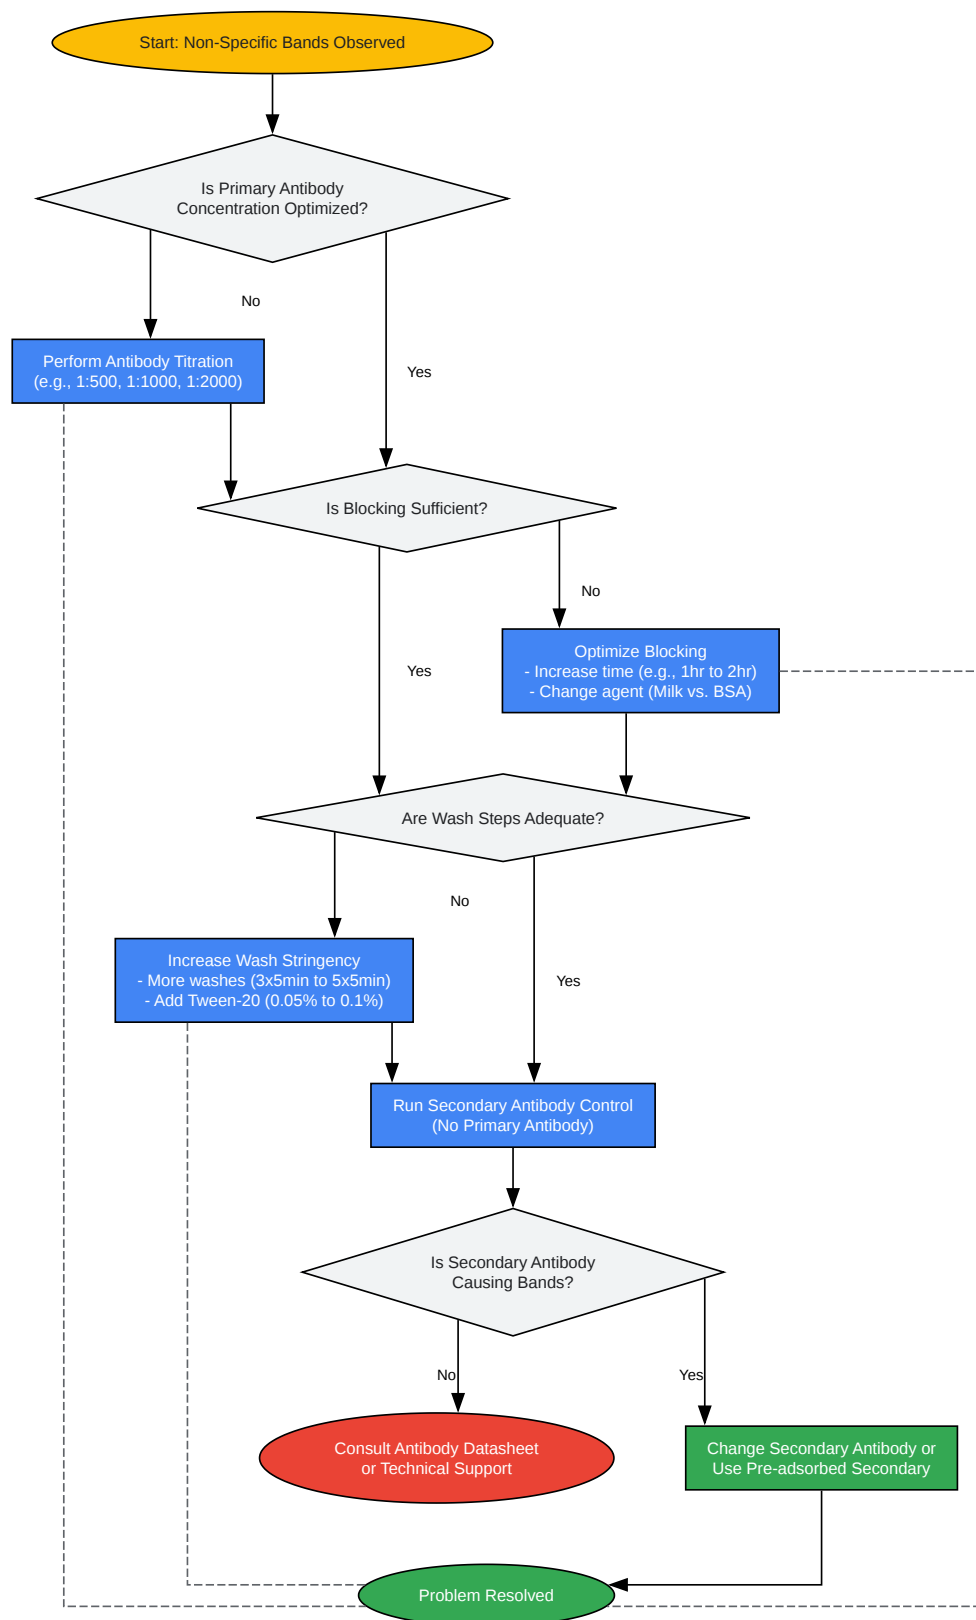 Start: Non-Specific Bands Observed
Is Primary Antibody
Concentration Optimized?
No
Perform Antibody Titration
(e.g., 1:500, 1:1000, 1:2000)
Yes
Is Blocking Sufficient?
No
Optimize Blocking
- Increase time (e.g., 1hr to 2hr)
- Change agent (Milk vs. BSA)
Yes
Are Wash Steps Adequate?
No
Increase Wash Stringency
- More washes (3x5min to 5x5min)
- Add Tween-20 (0.05% to 0.1%)
Yes
Run Secondary Antibody Control
(No Primary Antibody)
Is Secondary Antibody
Causing Bands?
No
Yes
Consult Antibody Datasheet
or Technical Support
Change Secondary Antibody or
Use Pre-adsorbed Secondary
Problem Resolved